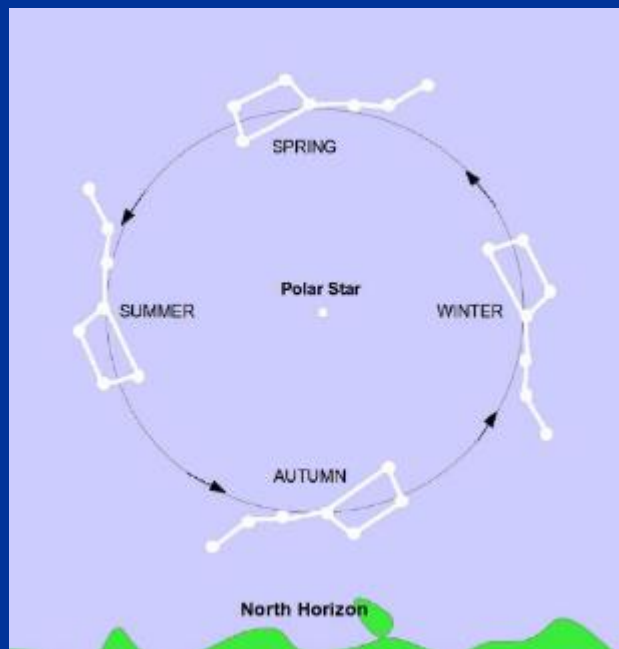 SPRING
Polar Star
SUMMER
WINTER
AUTUMN
North Horizon